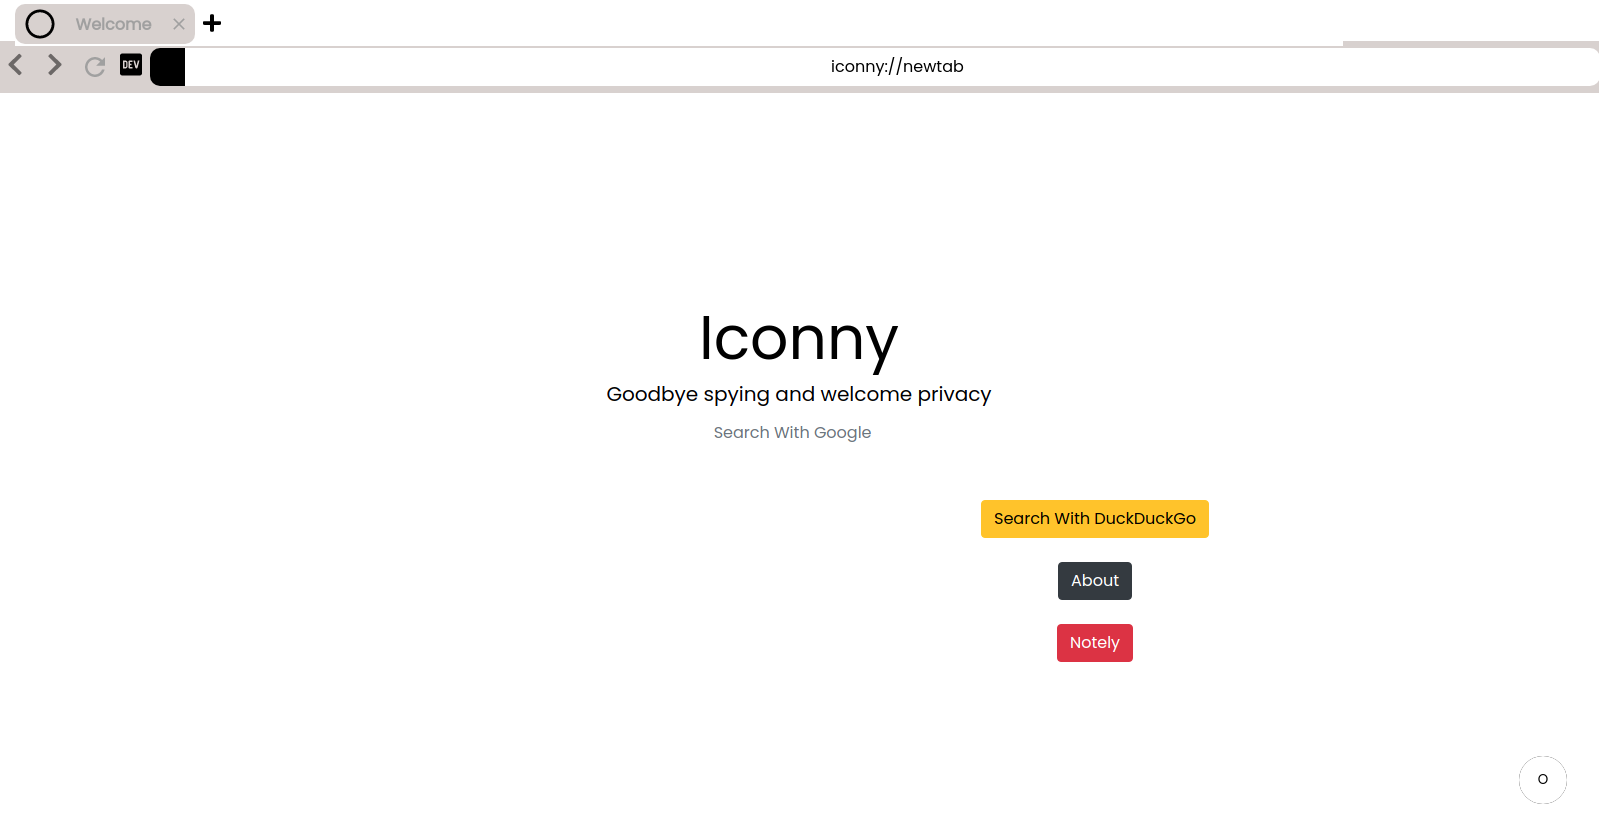 Welcome
DEV
iconny://newtab
Iconny
Goodbye spying and welcome privacy
Search With Google
Search With DuckDuckGo
About
Notely
O